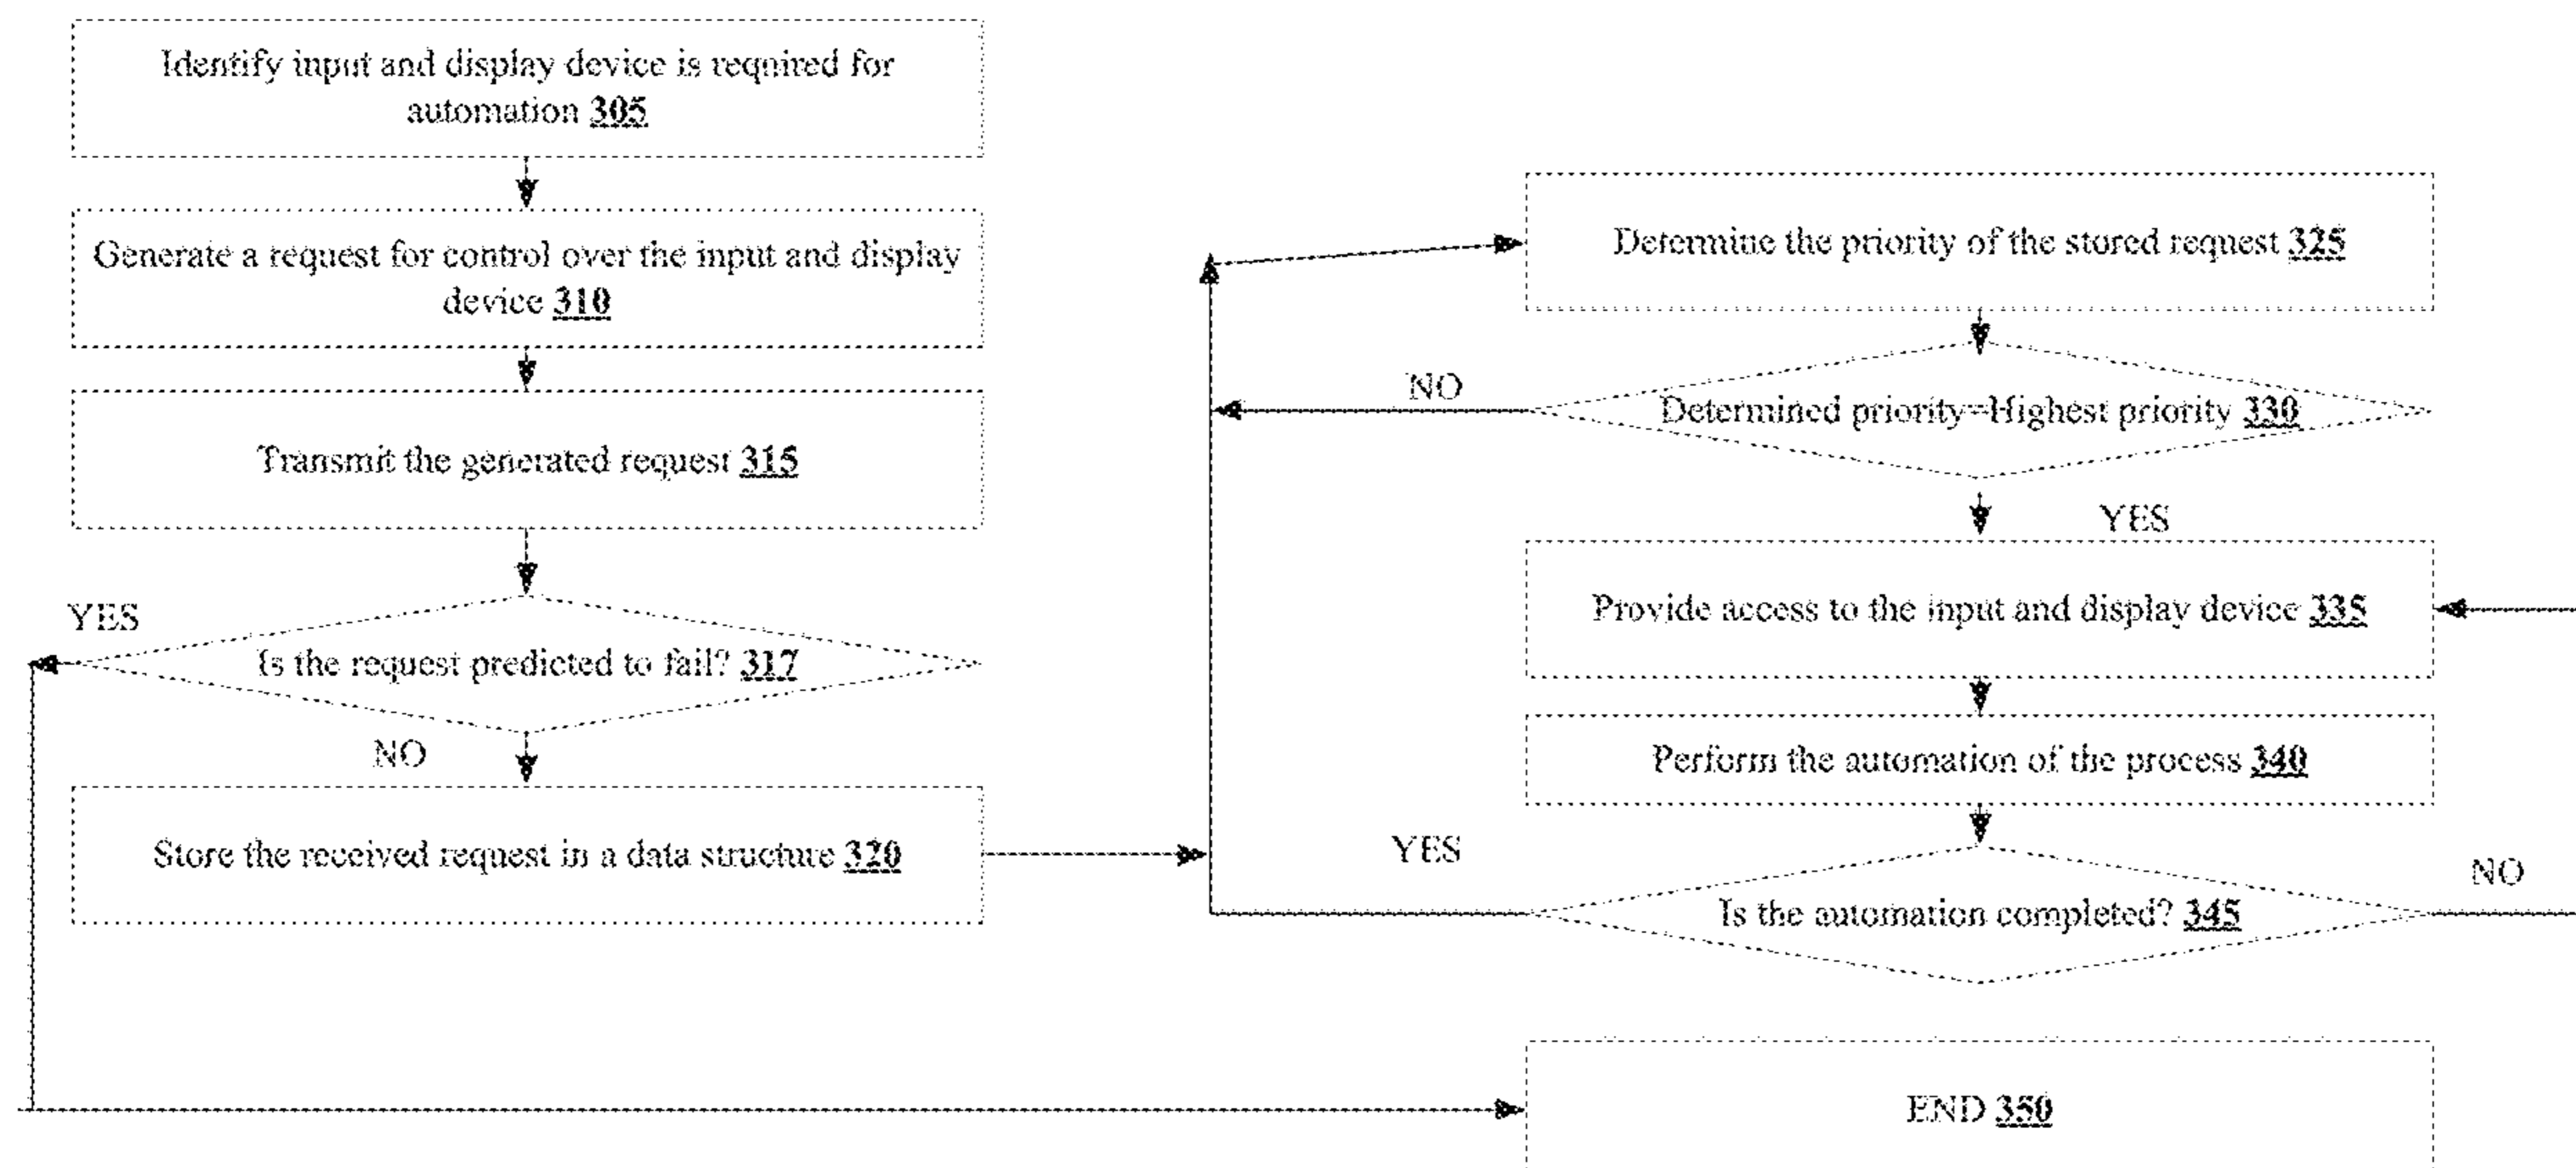 Identify input and display device is required for
automation 305
Generate a request for control over the input and display
device 310
Transmit the generated request 315
YES
Is the request predicted to fail? 317
NO
Store the received request in a data structure 320
Determine the priority of the stored request 325
NO
Determined priority=Highest priority 330
YES
Provide access to the input and display device 335
Perform the automation of the process 340
YES
Is the automation completed? 345
NO
END 350